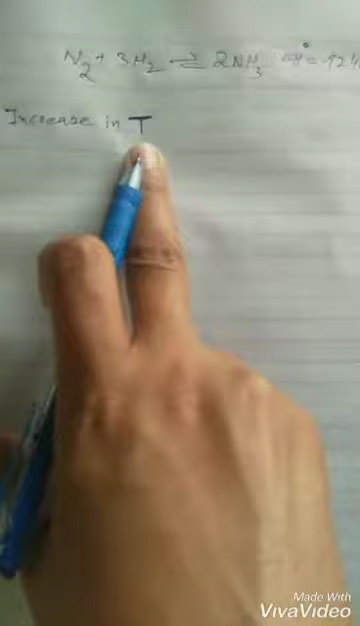 N₂ + 3H₂ ⇌ 2NH₃
Increase in T
Made With
VivaVideo